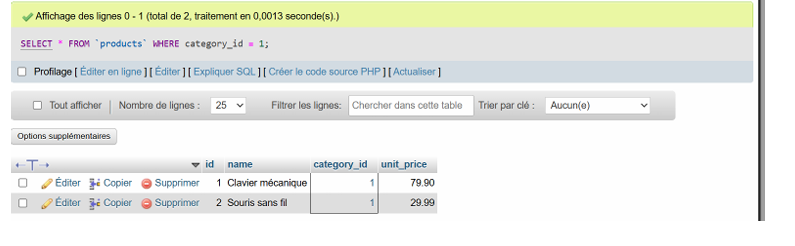 Affichage des lignes 0 - 1 (total de 2, traitement en 0,0013 seconde(s).)
SELECT * FROM `products` WHERE category_id = 1;
Profilage [ Éditer en ligne ] [ Éditer ] [ Expliquer SQL ] [ Créer le code source PHP ] [ Actualiser ]
Tout afficher | Nombre de lignes : 25 Filtrer les lignes: Chercher dans cette table Trier par clé : Aucun(e)
Options supplémentaires
←T→ id name category_id unit_price
Éditer Copier Supprimer 1 Clavier mécanique 1 79.90
Éditer Copier Supprimer 2 Souris sans fil 1 29.99